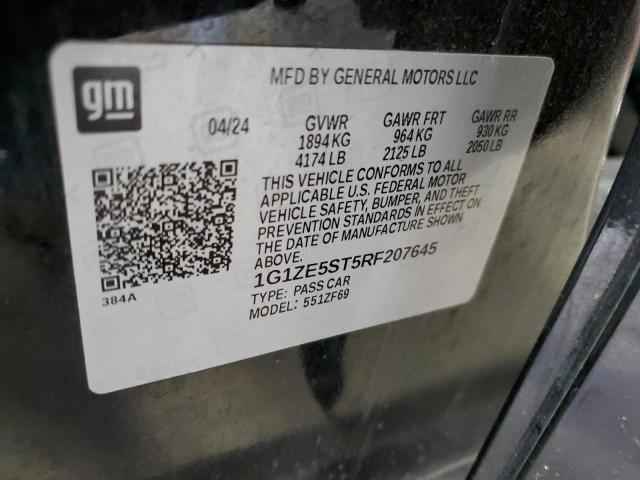 gm
MFD BY GENERAL MOTORS LLC
04/24 GVWR GAWR FRT GAWR RR
1894 KG 964 KG 930 KG
4174 LB 2125 LB 2050 LB
THIS VEHICLE CONFORMS TO ALL
APPLICABLE U.S. FEDERAL MOTOR
VEHICLE SAFETY, BUMPER, AND THEFT
PREVENTION STANDARDS IN EFFECT ON
THE DATE OF MANUFACTURE SHOWN
ABOVE.
1G1ZE5ST5RF207645
TYPE: PASS CAR
MODEL: 551ZF69
384A